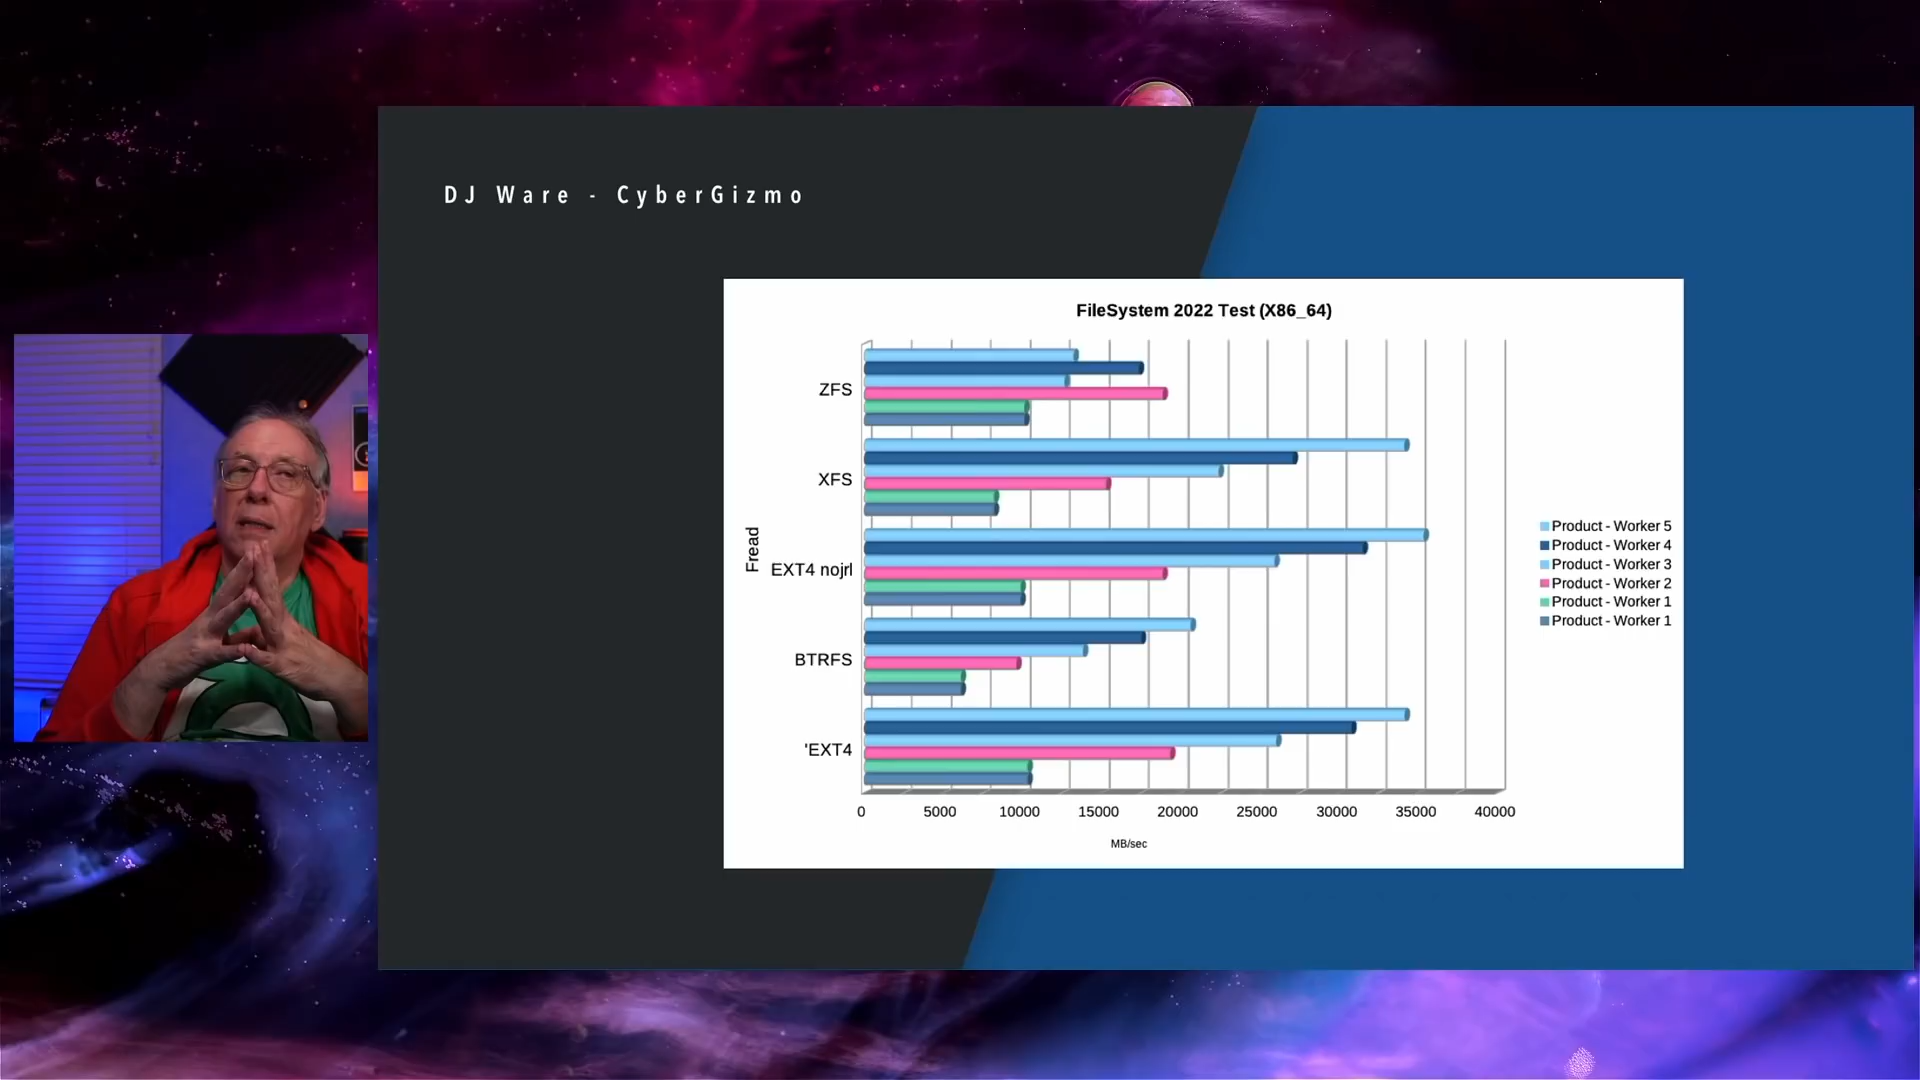 DJ Ware - CyberGizmo
FileSystem 2022 Test (X86_64)
ZFS
XFS
Fread
EXT4 nojrl
BTRFS
'EXT4
0 5000 10000 15000 20000 25000 30000 35000 40000
MB/sec
Product - Worker 5
Product - Worker 4
Product - Worker 3
Product - Worker 2
Product - Worker 1
Product - Worker 1